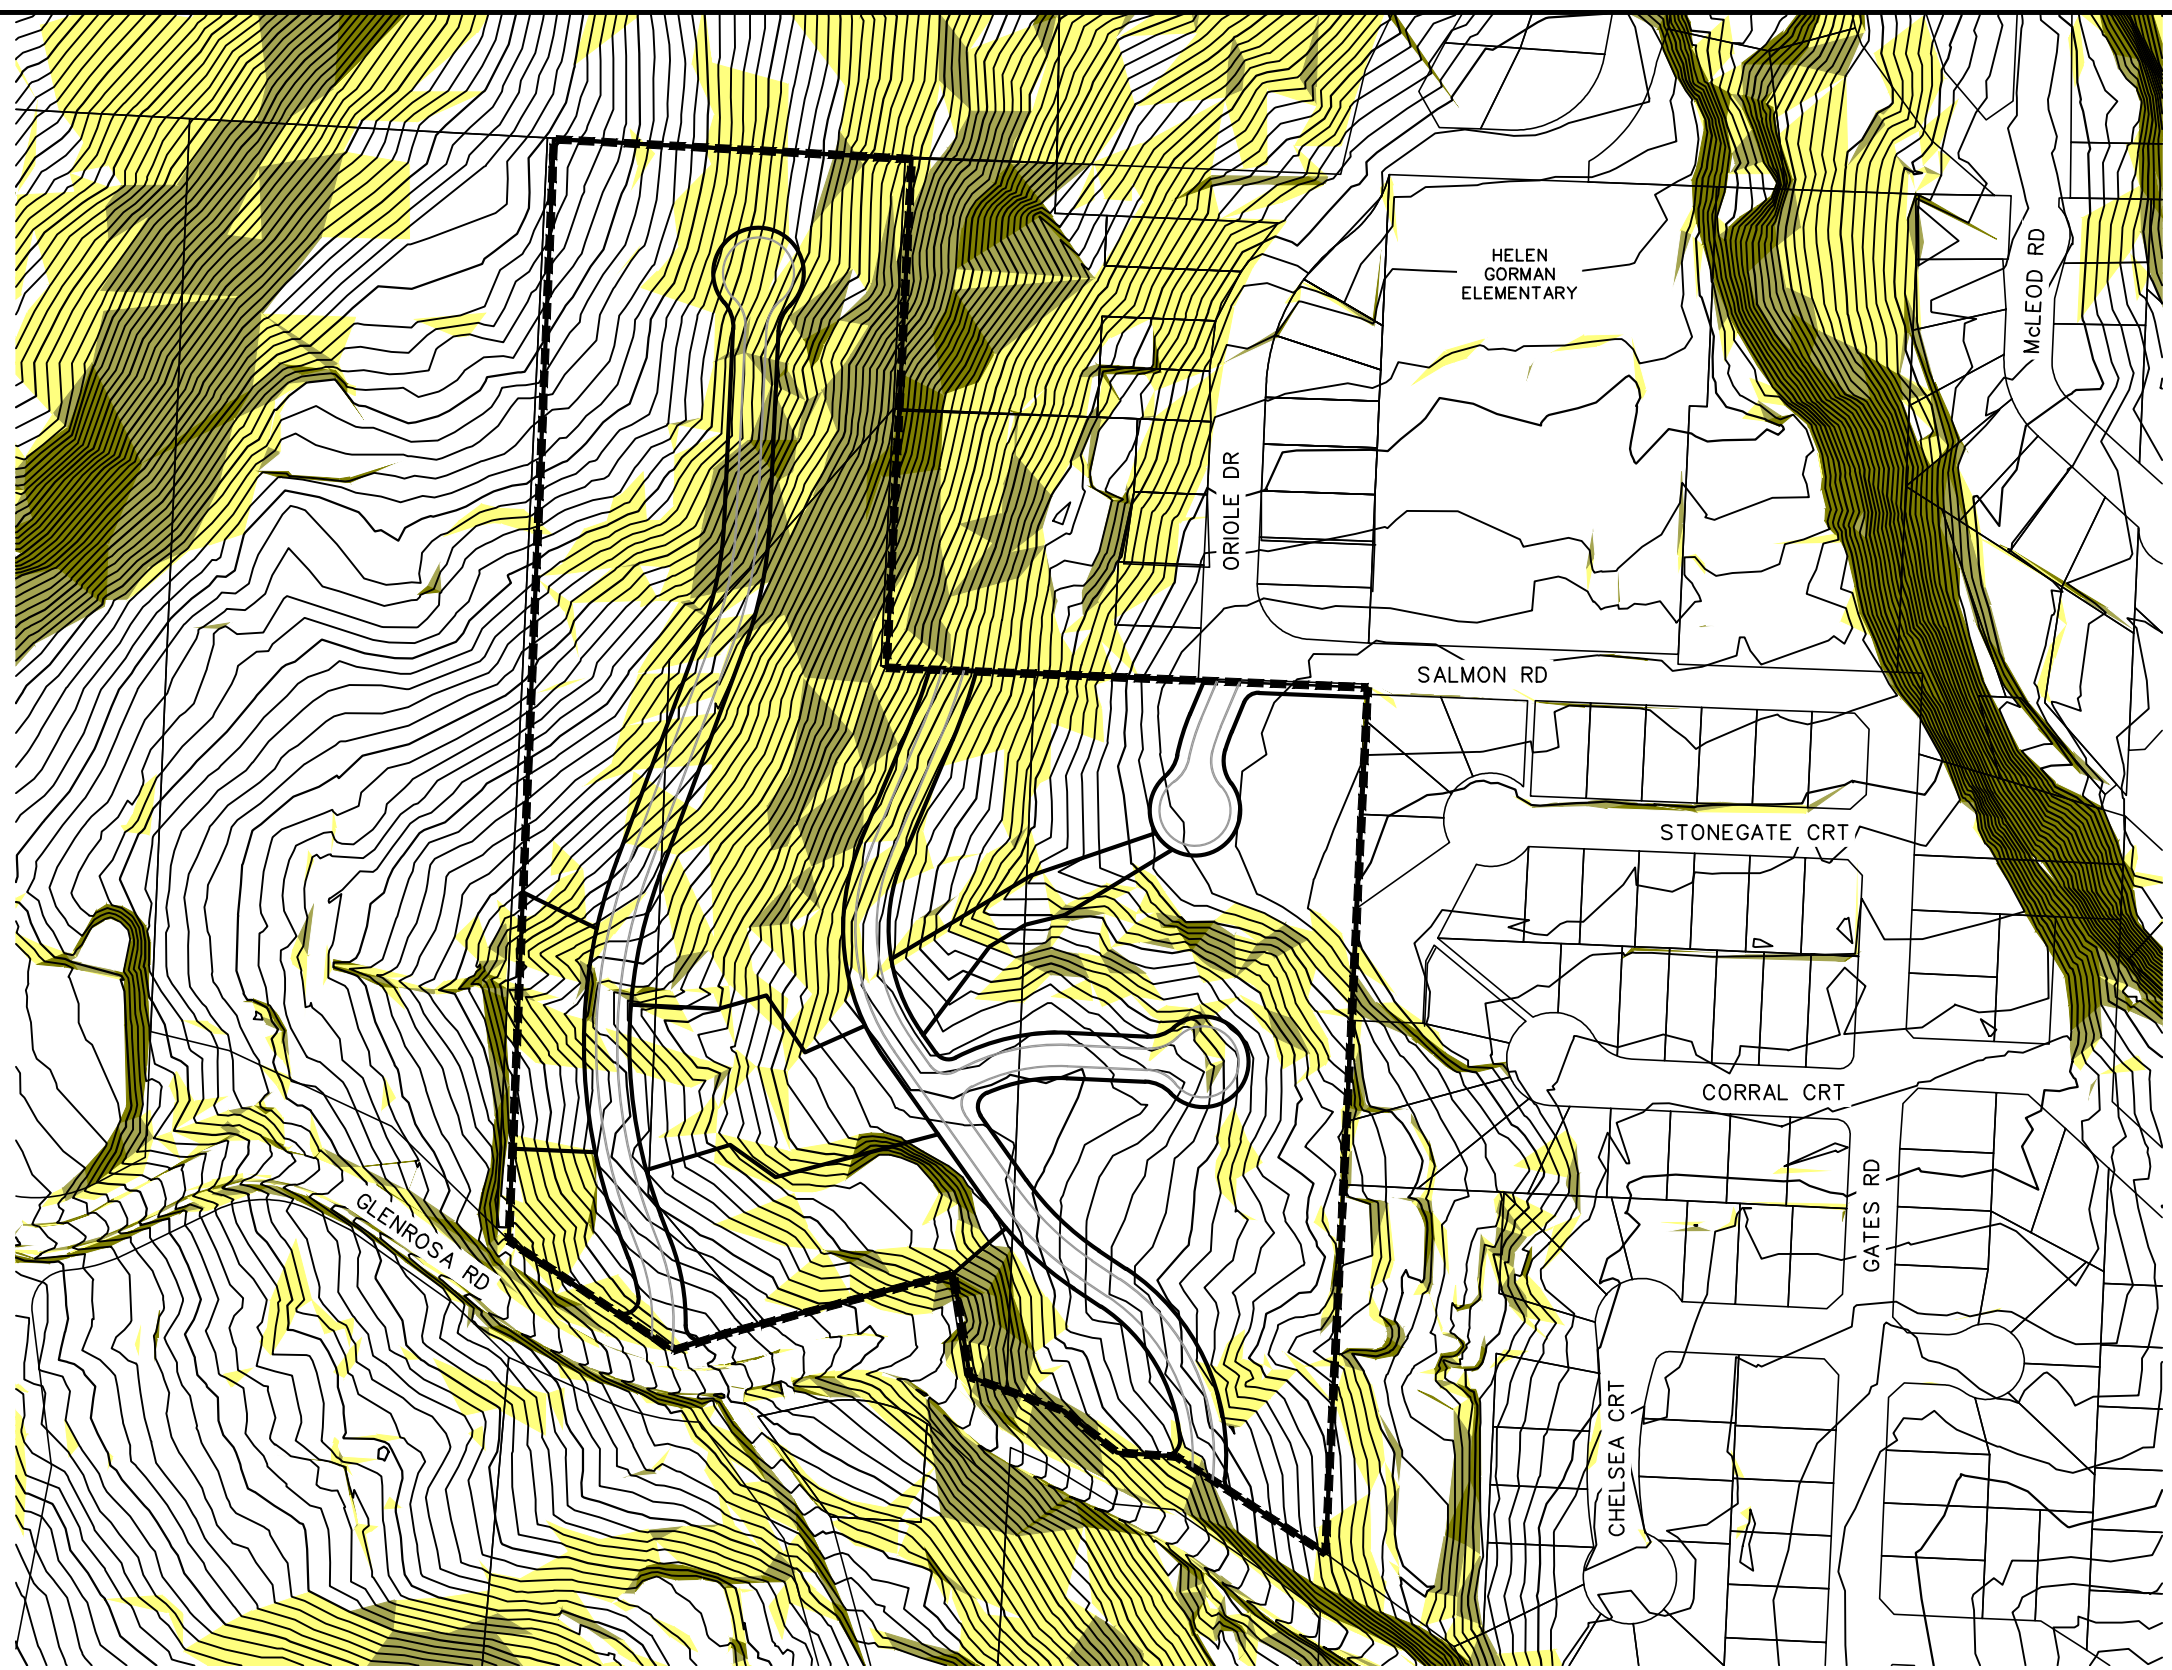 HELEN
GORMAN
ELEMENTARY
McLEOD RD
ORIOLE DR
SALMON RD
STONEGATE CRT
CORRAL CRT
GATES RD
GLENROSA RD
CHELSEA CRT